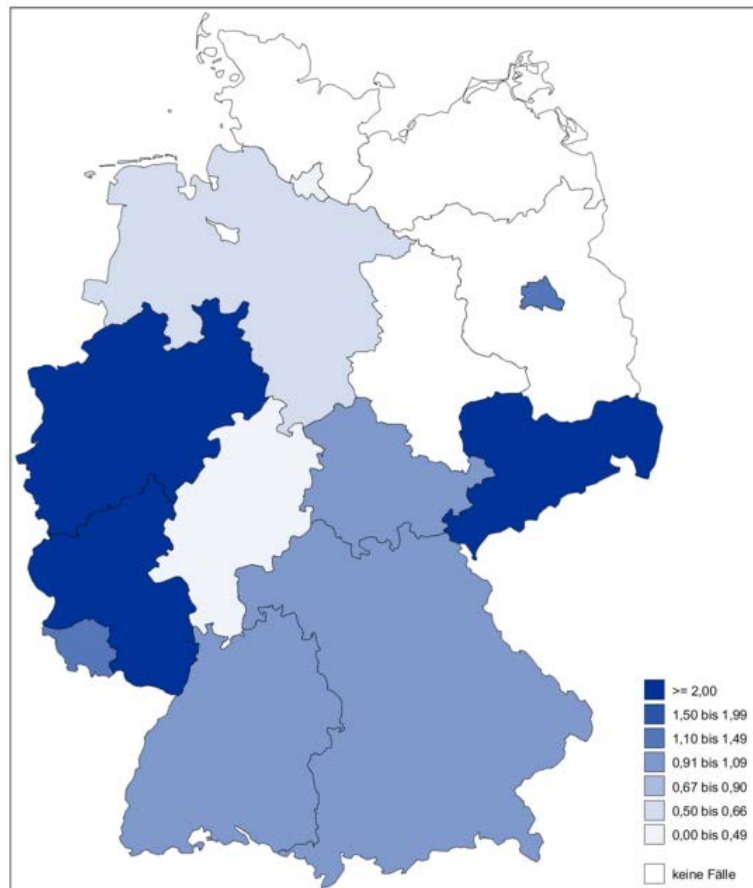 >= 2,00
1,50 bis 1,99
1,10 bis 1,49
0,91 bis 1,09
0,67 bis 0,90
0,50 bis 0,66
0,00 bis 0,49
keine Fälle